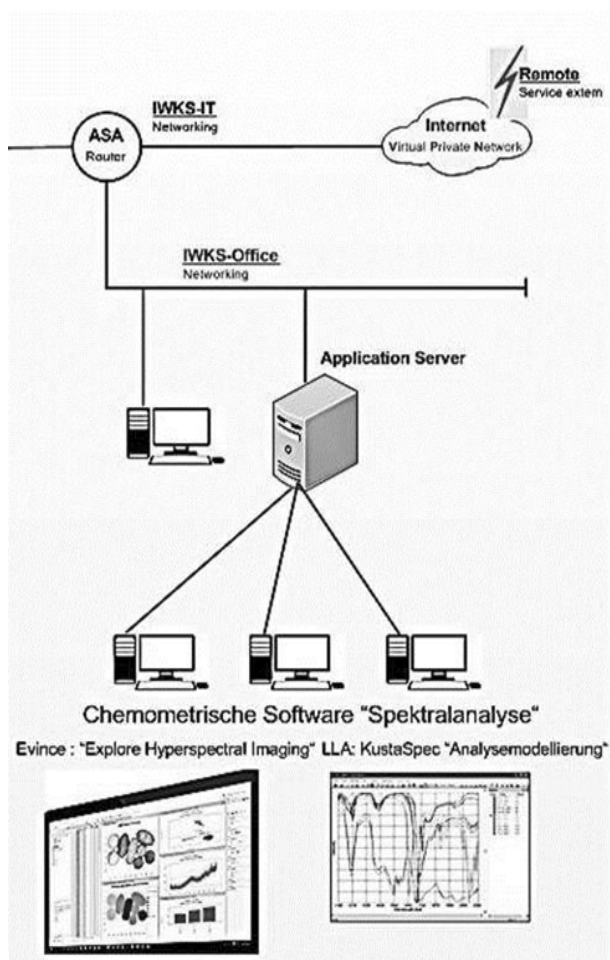 Remote
Service extern
IWKS-IT
Networking
ASA
Router
Internet
Virtual Private Network
IWKS-Office
Networking
Application Server
Chemometrische Software "Spektralanalyse"
Evince : "Explore Hyperspectral Imaging" LLA: KustaSpec "Analysemodellierung"